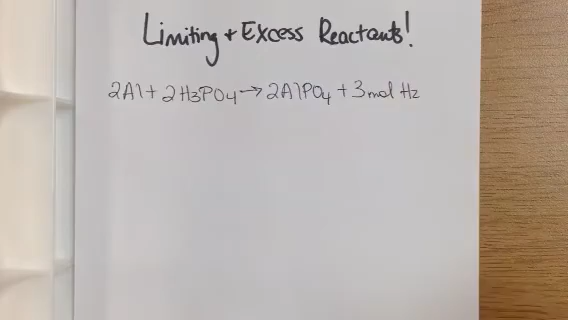 Limiting + Excess Reactants!
2Al + 2H3PO4 → 2AlPO4 + 3mol H2